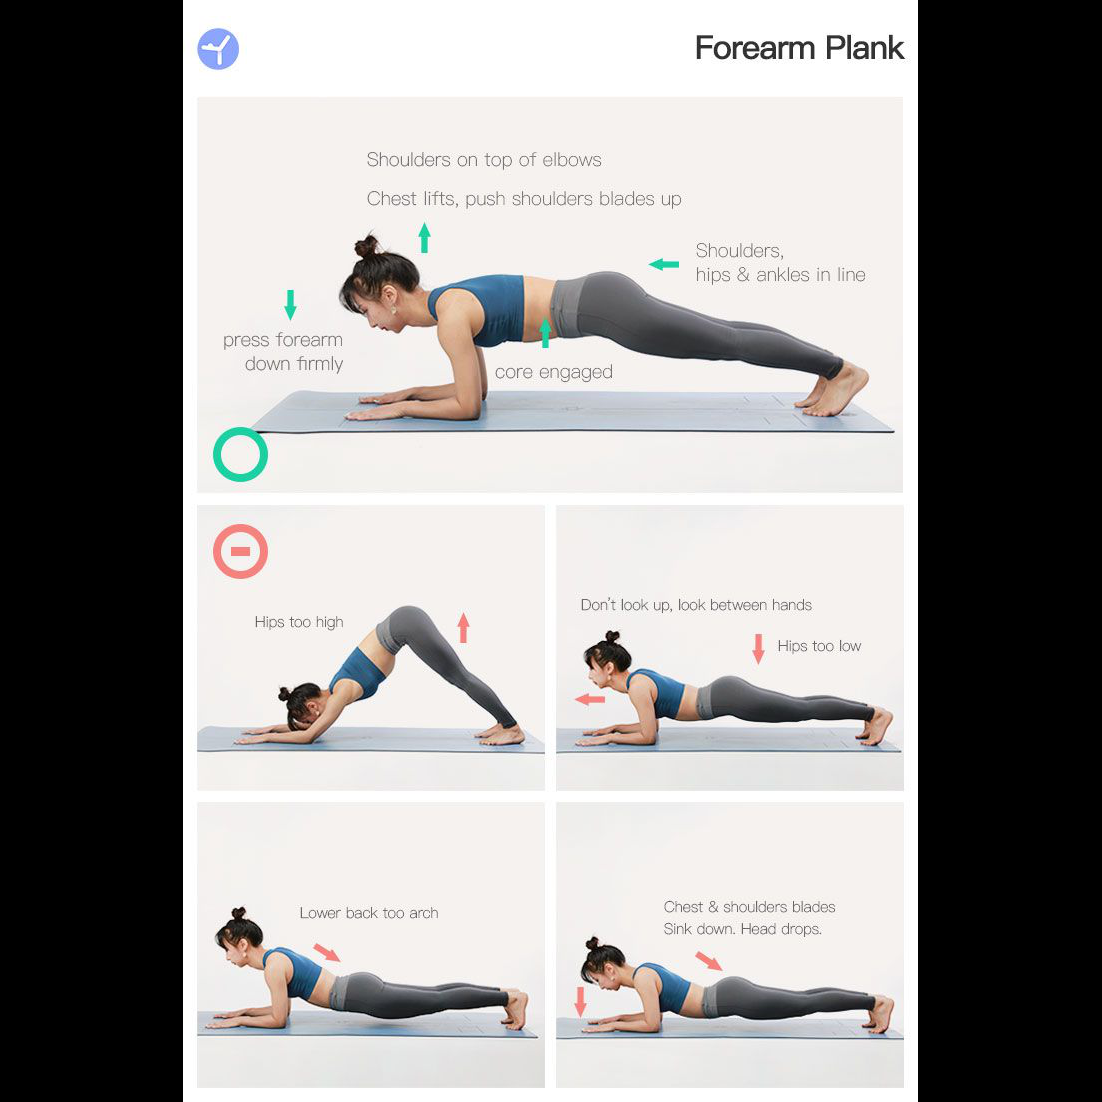 Forearm Plank
Shoulders on top of elbows
Chest lifts, push shoulders blades up
Shoulders,
hips & ankles in line
press forearm
down firmly
core engaged
Hips too high
Don't look up, look between hands
Hips too low
Lower back too arch
Chest & shoulders blades
Sink down. Head drops.